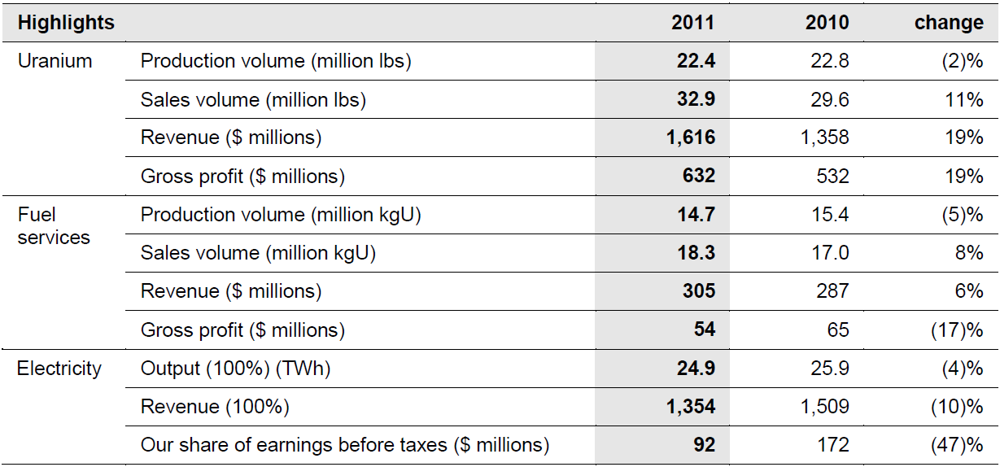 Highlights 2011 2010 change
Uranium Production volume (million lbs) 22.4 22.8 (2)%
Sales volume (million lbs) 32.9 29.6 11%
Revenue ($ millions) 1,616 1,358 19%
Gross profit ($ millions) 632 532 19%
Fuel services Production volume (million kgU) 14.7 15.4 (5)%
Sales volume (million kgU) 18.3 17.0 8%
Revenue ($ millions) 305 287 6%
Gross profit ($ millions) 54 65 (17)%
Electricity Output (100%) (TWh) 24.9 25.9 (4)%
Revenue (100%) 1,354 1,509 (10)%
Our share of earnings before taxes ($ millions) 92 172 (47)%